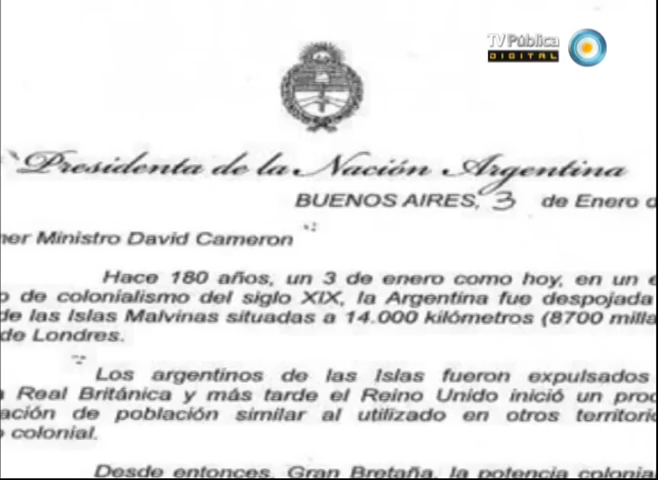 TV Pública
DIGITAL
Presidenta de la Nación Argentina
BUENOS AIRES, 3 de Enero
Ministro David Cameron
Hace 180 años, un 3 de enero como hoy, en un
de colonialismo del siglo XIX, la Argentina fue despojada
de las Islas Malvinas situadas a 14.000 kilómetros (8700
de Londres.
Los argentinos de las Islas fueron expulsados
Real Británica y más tarde el Reino Unido inició un
de población similar al utilizado en otros
colonial.
Desde entonces, Gran Bretaña, la potencia